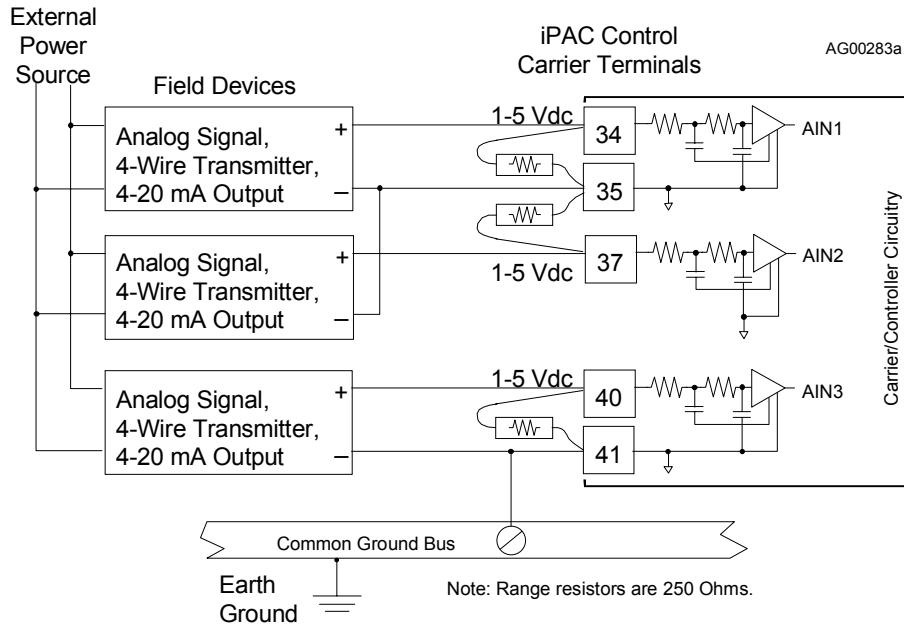 External
Power
Source
iPAC Control
Carrier Terminals
AG00283a
Field Devices
Analog Signal,
4-Wire Transmitter,
4-20 mA Output
+
–
1-5 Vdc
34
35
AIN1
Analog Signal,
4-Wire Transmitter,
4-20 mA Output
+
–
1-5 Vdc
37
AIN2
Analog Signal,
4-Wire Transmitter,
4-20 mA Output
+
–
1-5 Vdc
40
41
AIN3
Carrier/Controller Circuitry
Common Ground Bus
Earth
Ground
Note: Range resistors are 250 Ohms.